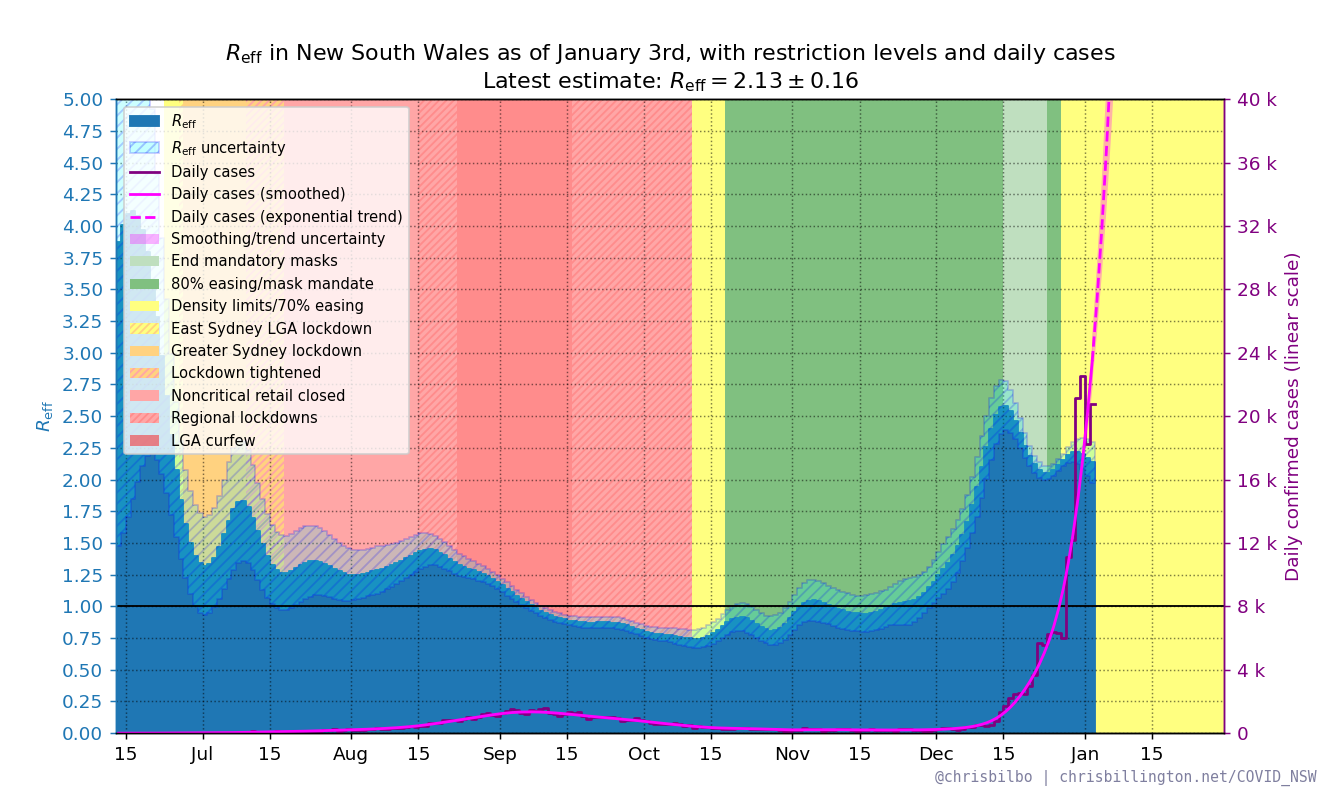 Reff in New South Wales as of January 3rd, with restriction levels and daily cases
Latest estimate: Reff = 2.13 ± 0.16
5.00
4.75
4.50
4.25
4.00
3.75
3.50
3.25
3.00
2.75
2.50
2.25
2.00
1.75
1.50
1.25
1.00
0.75
0.50
0.25
0.00
Reff
Reff
Reff uncertainty
Daily cases
Daily cases (smoothed)
Daily cases (exponential trend)
Smoothing/trend uncertainty
End mandatory masks
80% easing/mask mandate
Density limits/70% easing
East Sydney LGA lockdown
Greater Sydney lockdown
Lockdown tightened
Noncritical retail closed
Regional lockdowns
LGA curfew
40 k
36 k
32 k
28 k
24 k
20 k
16 k
12 k
8 k
4 k
0
Daily confirmed cases (linear scale)
15 Jul 15 Aug 15 Sep 15 Oct 15 Nov 15 Dec 15 Jan 15
@chrisbilbo | chrisbillington.net/COVID_NSW